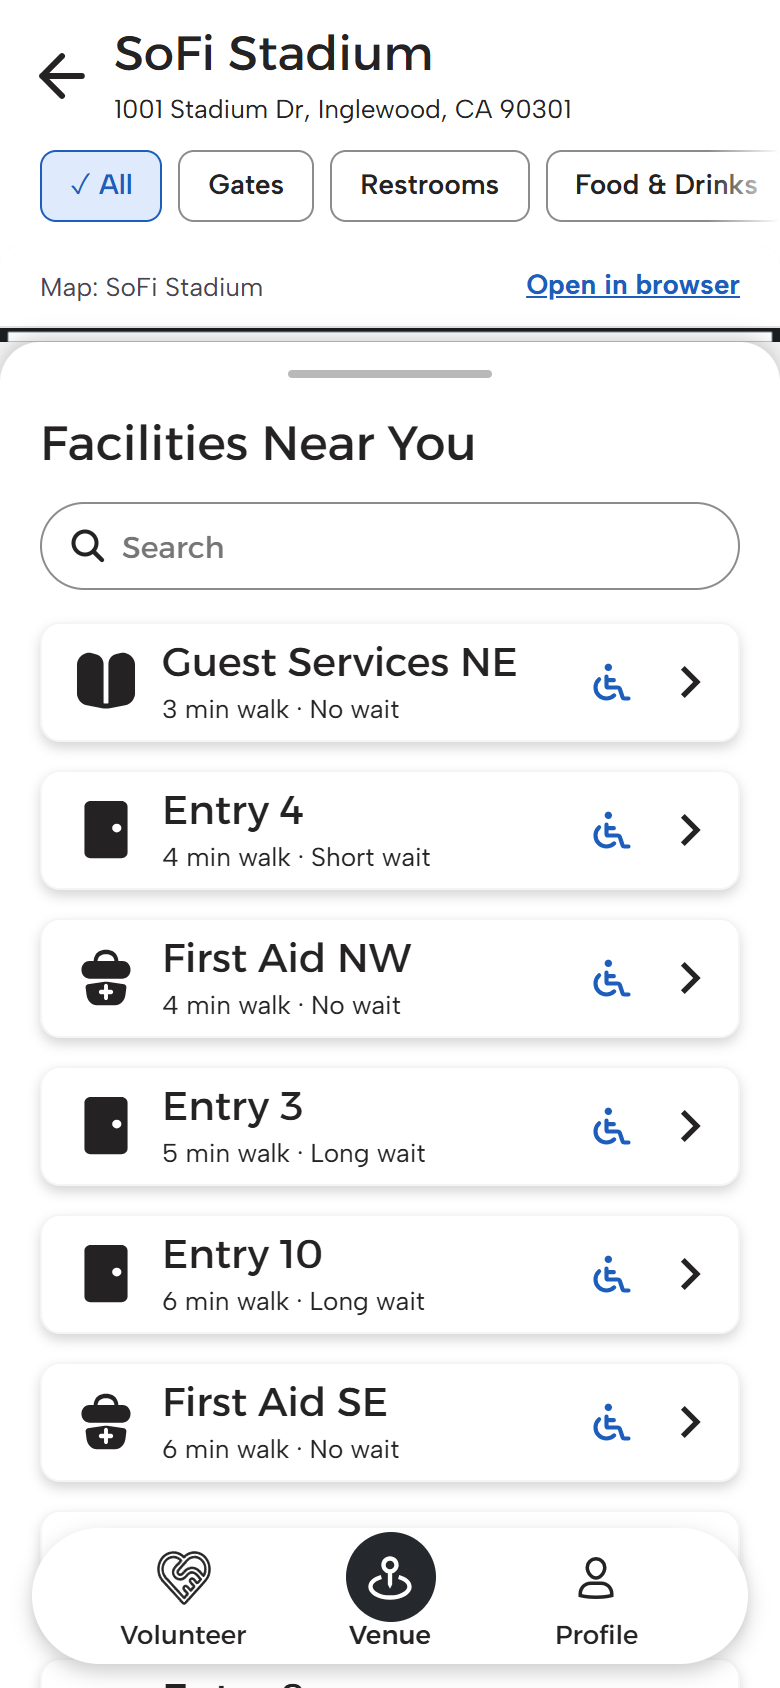 SoFi Stadium
1001 Stadium Dr, Inglewood, CA 90301
✓ All
Gates
Restrooms
Food & Drinks
Map: SoFi Stadium
Open in browser
Facilities Near You
Search
Guest Services NE
3 min walk · No wait
Entry 4
4 min walk · Short wait
First Aid NW
4 min walk · No wait
Entry 3
5 min walk · Long wait
Entry 10
6 min walk · Long wait
First Aid SE
6 min walk · No wait
Volunteer
Venue
Profile